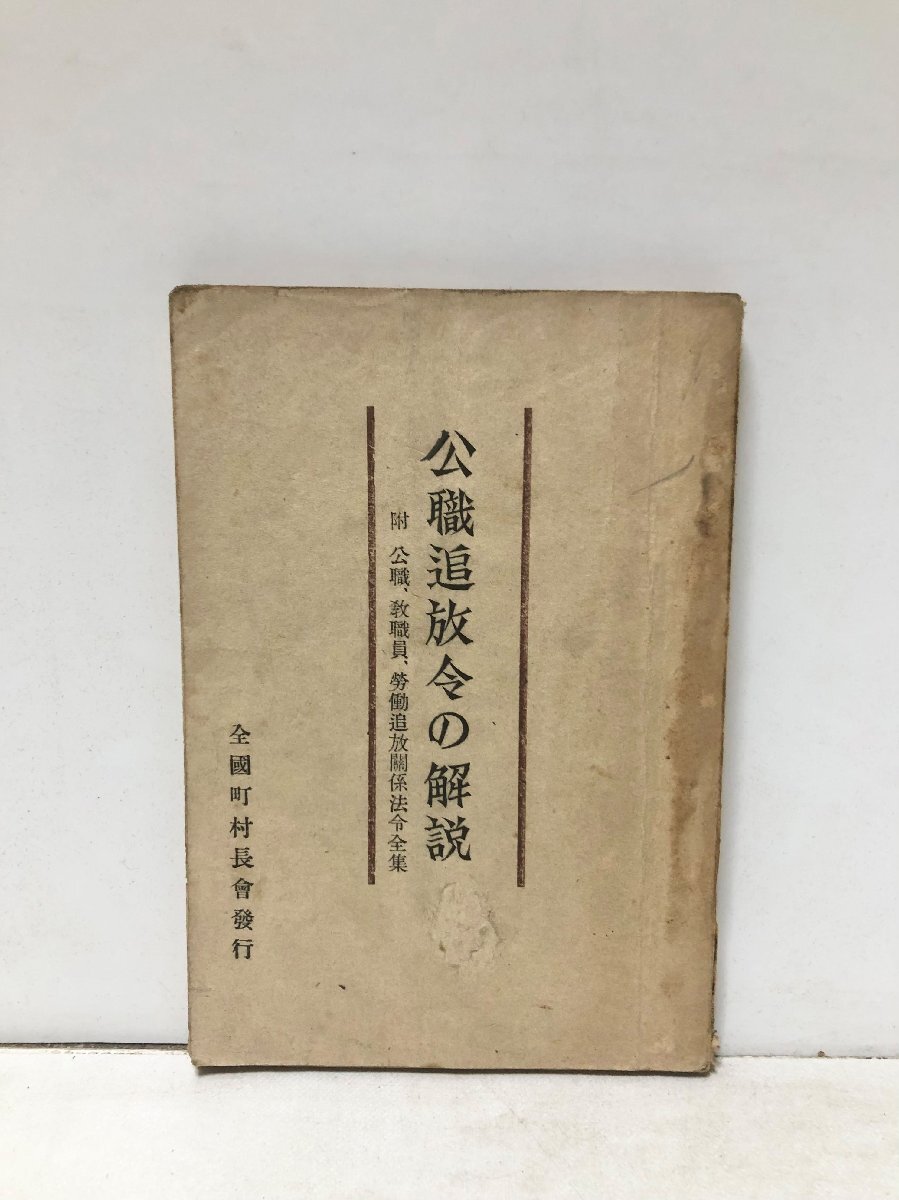 公職追放令の解説
附 公職、教職員、勞働追放關係法令全集
全國町村長會發行